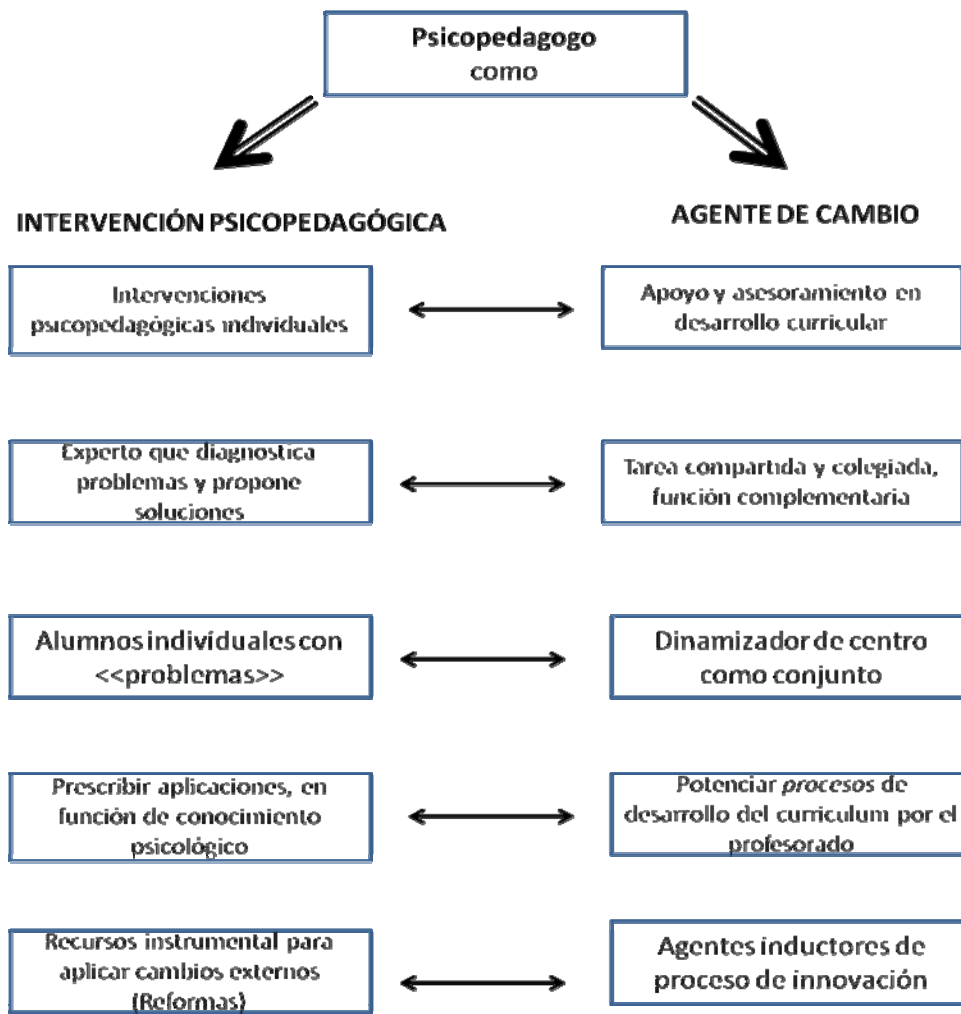 Psicopedagogo
como
INTERVENCIÓN PSICOPEDAGÓGICA
AGENTE DE CAMBIO
Intervenciones
psicopedagógicas individuales
Apoyo y asesoramiento en
desarrollo curricular
Experto que diagnostica
problemas y propone
soluciones
Tarea compartida y colegiada,
función complementaria
Alumnos individuales con
<<problemas>>
Dinamizador de centro
como conjunto
Prescribir aplicaciones, en
función de conocimiento
psicológico
Potenciar procesos de
desarrollo del curriculum por el
profesorado
Recursos instrumental para
aplicar cambios externos
(Reformas)
Agentes inductores de
proceso de innovación